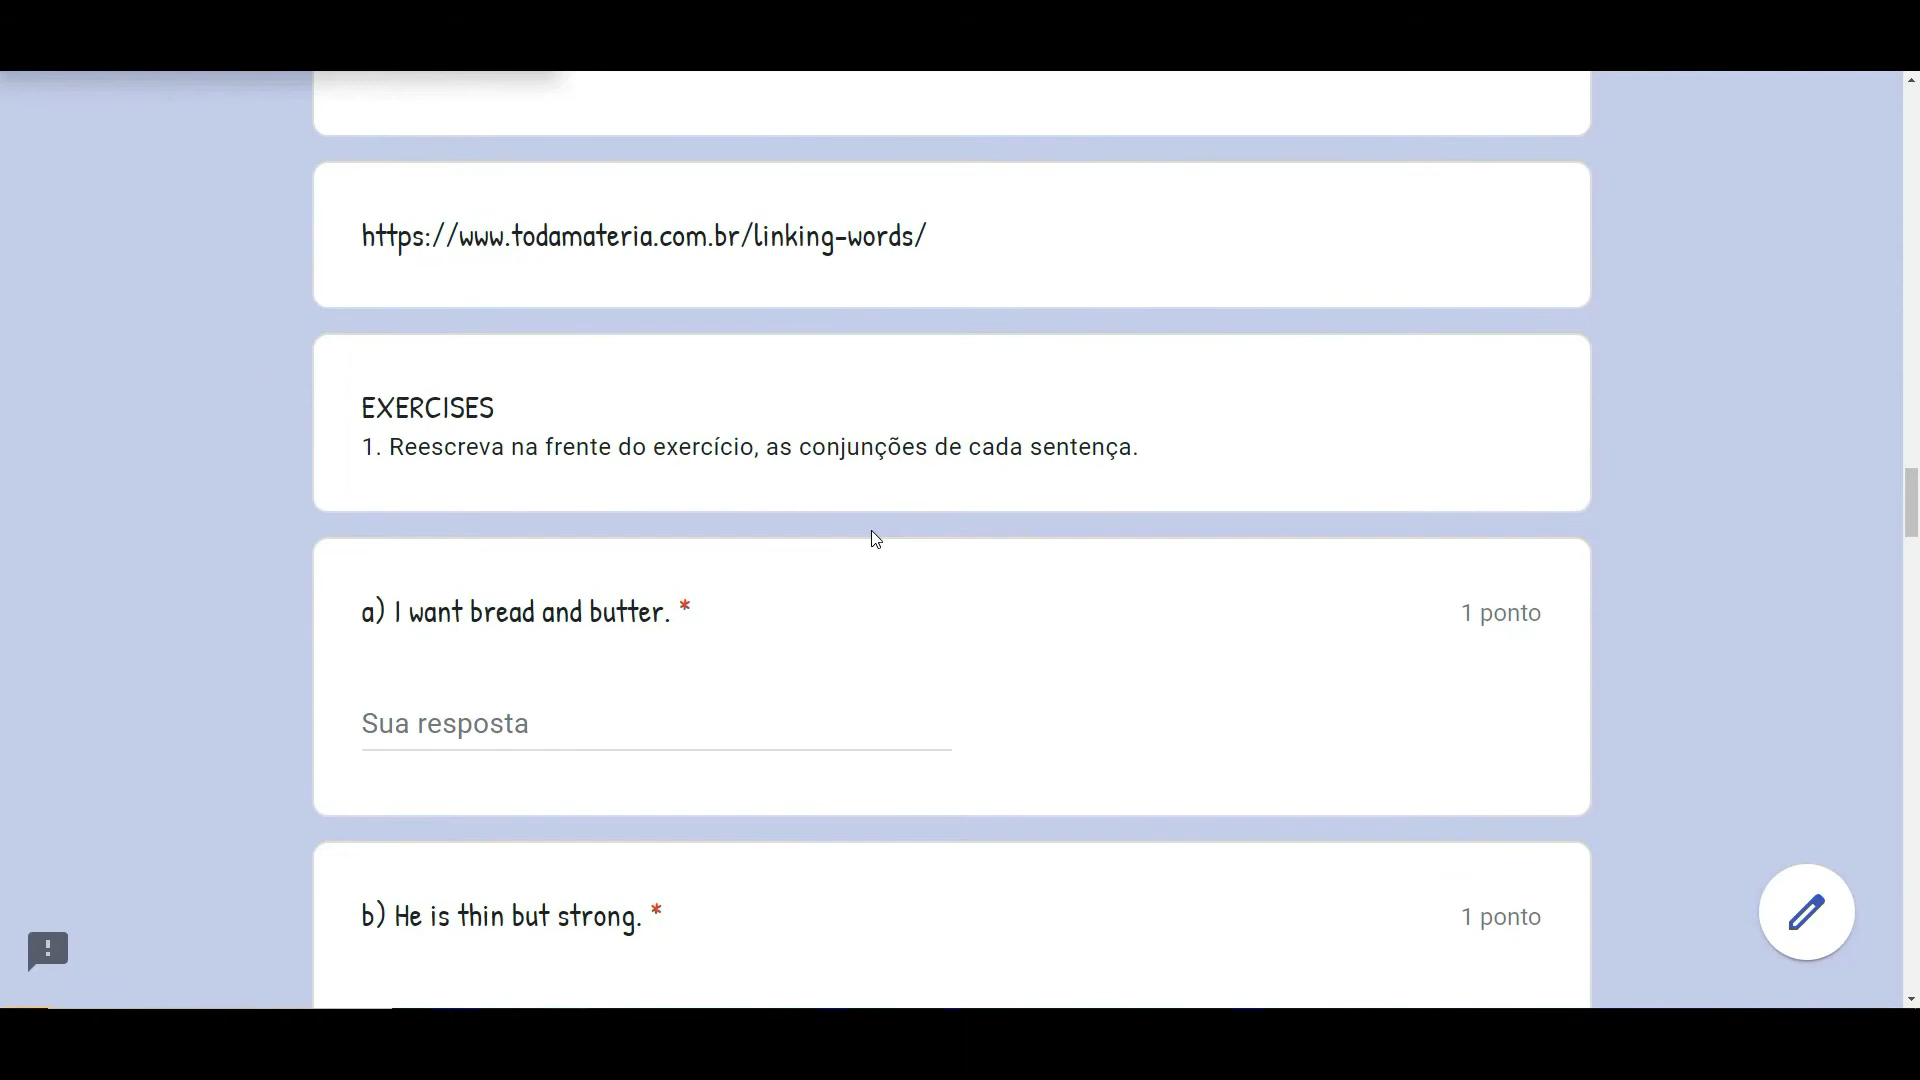 https://www.todamateria.com.br/linking-words/
EXERCISES
1. Reescreva na frente do exercício, as conjunções de cada sentença.
a) I want bread and butter. *
1 ponto
Sua resposta
b) He is thin but strong. *
1 ponto